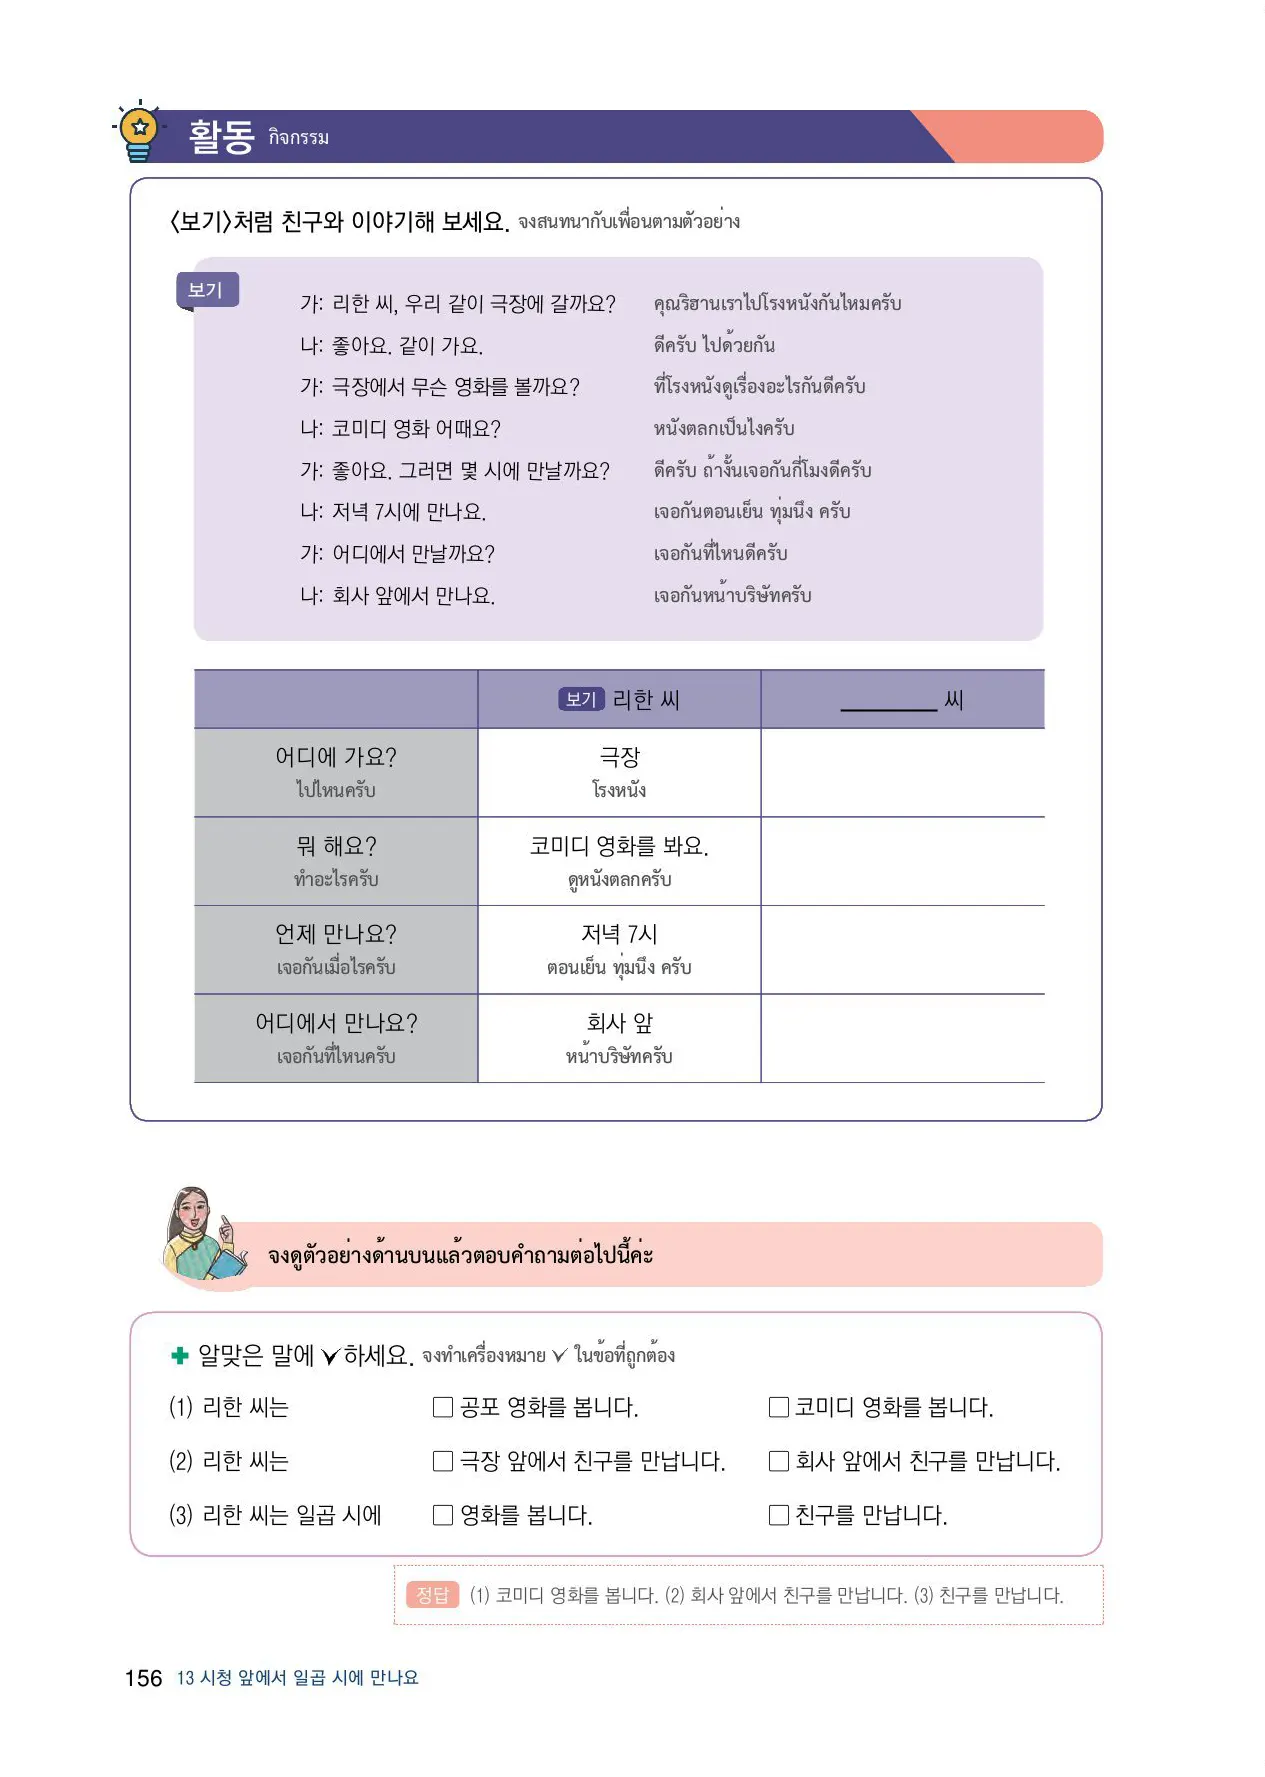 활동 กิจกรรม
〈보기〉처럼 친구와 이야기해 보세요. จงสนทนากับเพื่อนตามตัวอย่าง
보기
가: 리한 씨, 우리 같이 극장에 갈까요? คุณริฮานเราไปโรงหนังกันไหมครับ
나: 좋아요. 같이 가요. ดีครับ ไปด้วยกัน
가: 극장에서 무슨 영화를 볼까요? ที่โรงหนังดูเรื่องอะไรกันดีครับ
나: 코미디 영화 어때요? หนังตลกเป็นไงครับ
가: 좋아요. 그러면 몇 시에 만날까요? ดีครับ ถ้างั้นเจอกันกี่โมงดีครับ
나: 저녁 7시에 만나요. เจอกันตอนเย็น ทุ่มนึง ครับ
가: 어디에서 만날까요? เจอกันที่ไหนดีครับ
나: 회사 앞에서 만나요. เจอกันหน้าบริษัทครับ
보기 리한 씨 ________ 씨
어디에 가요? 극장
ไปไหนครับ โรงหนัง
뭐 해요? 코미디 영화를 봐요.
ทำอะไรครับ ดูหนังตลกครับ
언제 만나요? 저녁 7시
เจอกันเมื่อไรครับ ตอนเย็น ทุ่มนึง ครับ
어디에서 만나요? 회사 앞
เจอกันที่ไหนครับ หน้าบริษัทครับ
จงดูตัวอย่างด้านบนแล้วตอบคำถามต่อไปนี้ค่ะ
✚ 알맞은 말에 ✓하세요. จงทำเครื่องหมาย ✓ ในข้อที่ถูกต้อง
(1) 리한 씨는 □ 공포 영화를 봅니다. □ 코미디 영화를 봅니다.
(2) 리한 씨는 □ 극장 앞에서 친구를 만납니다. □ 회사 앞에서 친구를 만납니다.
(3) 리한 씨는 일곱 시에 □ 영화를 봅니다. □ 친구를 만납니다.
정답 (1) 코미디 영화를 봅니다. (2) 회사 앞에서 친구를 만납니다. (3) 친구를 만납니다.
156 13 시청 앞에서 일곱 시에 만나요